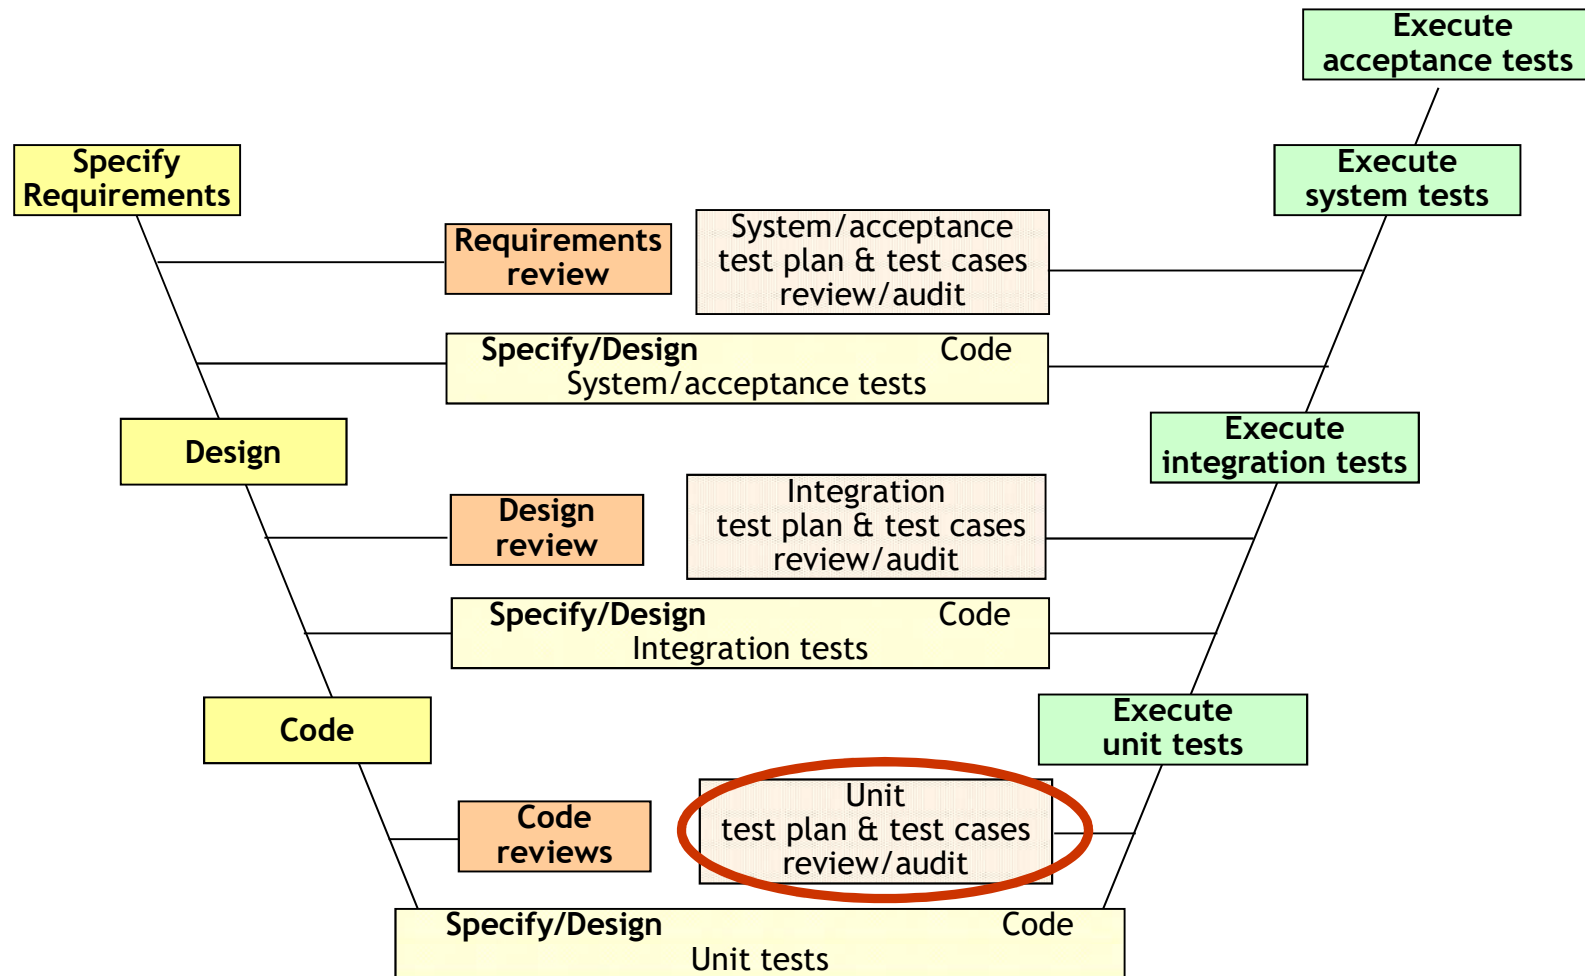 Execute
acceptance tests
Specify
Requirements
Execute
system tests
Requirements
review
System/acceptance
test plan & test cases
review/audit
Specify/Design Code
System/acceptance tests
Design
Execute
integration tests
Design
review
Integration
test plan & test cases
review/audit
Specify/Design Code
Integration tests
Code
Execute
unit tests
Code
reviews
Unit
test plan & test cases
review/audit
Specify/Design Code
Unit tests